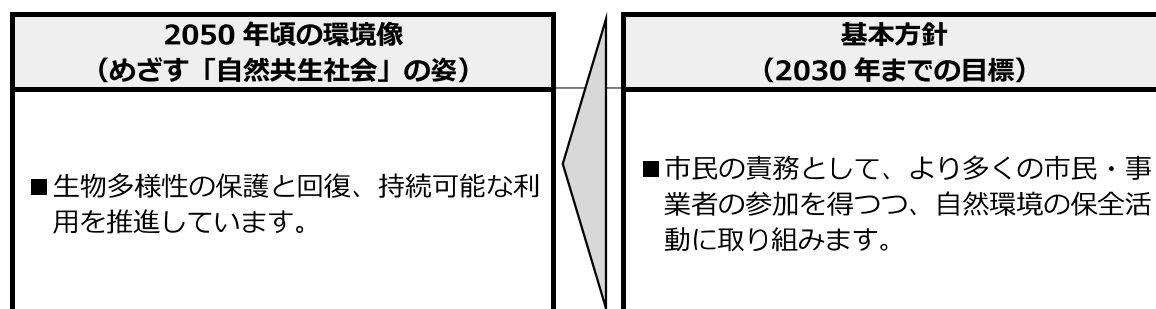 2050 年頃の環境像
（めざす「自然共生社会」の姿）
■生物多様性の保護と回復、持続可能な利
用を推進しています。
基本方針
（2030 年までの目標）
■市民の責務として、より多くの市民・事
業者の参加を得つつ、自然環境の保全活
動に取り組みます。